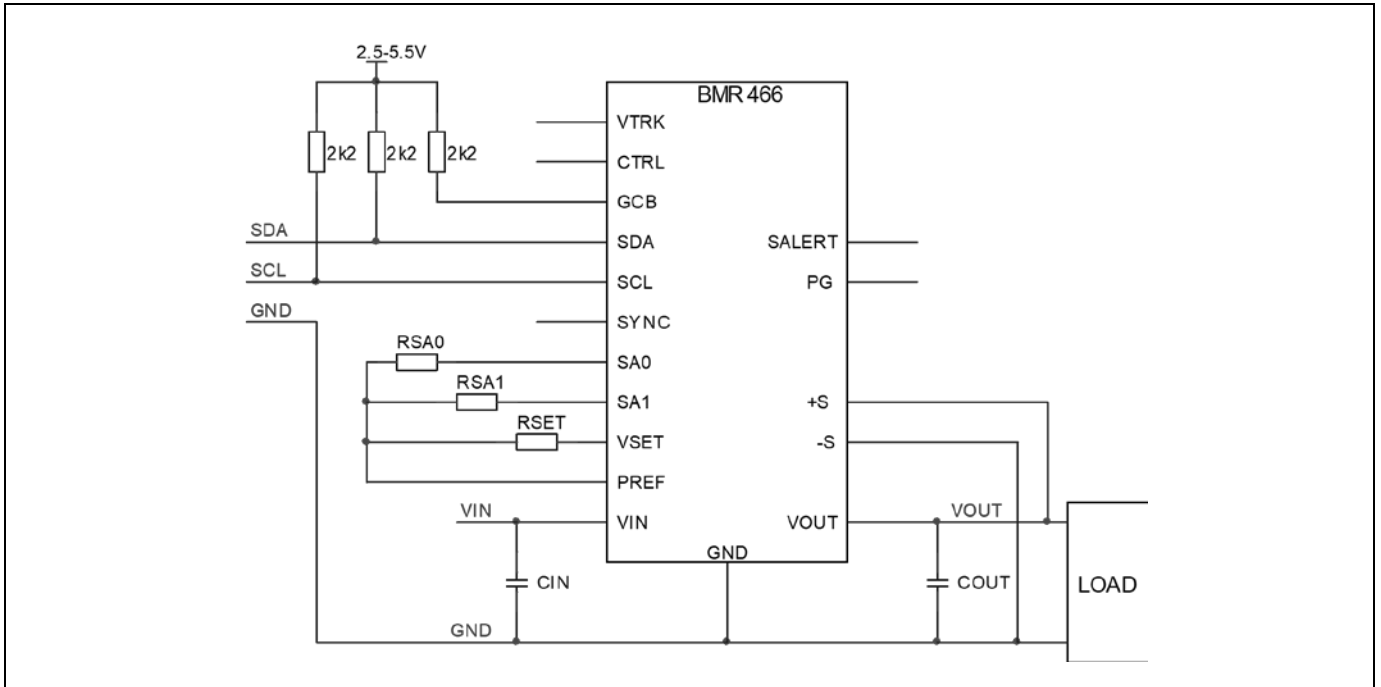 2.5-5.5V
BMR 466
VTRK
2k2
2k2
2k2
CTRL
GCB
SDA
SDA
SALERT
SCL
SCL
PG
GND
SYNC
RSA0
SA0
RSA1
SA1
+S
RSET
VSET
-S
PREF
VIN
VIN
VOUT
VOUT
GND
CIN
COUT
LOAD
GND